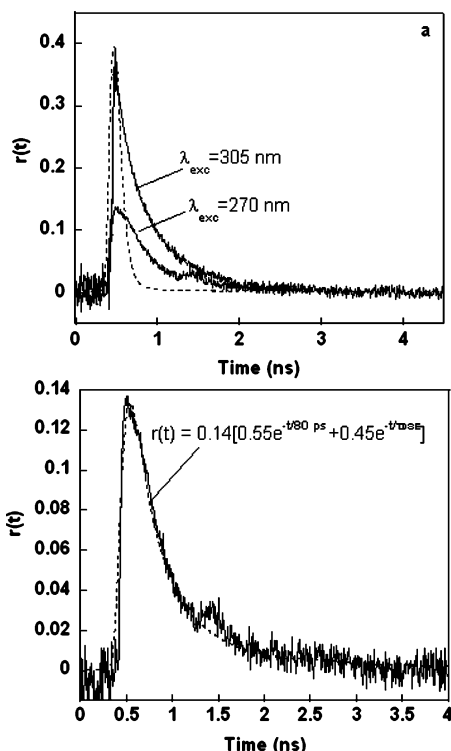 a
0.4
0.3
0.2
0.1
0
r(t)
λexc=305 nm
λexc=270 nm
0 1 2 3 4
Time (ns)
0.14
0.12
0.1
0.08
0.06
0.04
0.02
0
r(t)
r(t) = 0.14[0.55e-t/80 ps +0.45e-t/τDSE]
0 0.5 1 1.5 2 2.5 3 3.5 4
Time (ns)